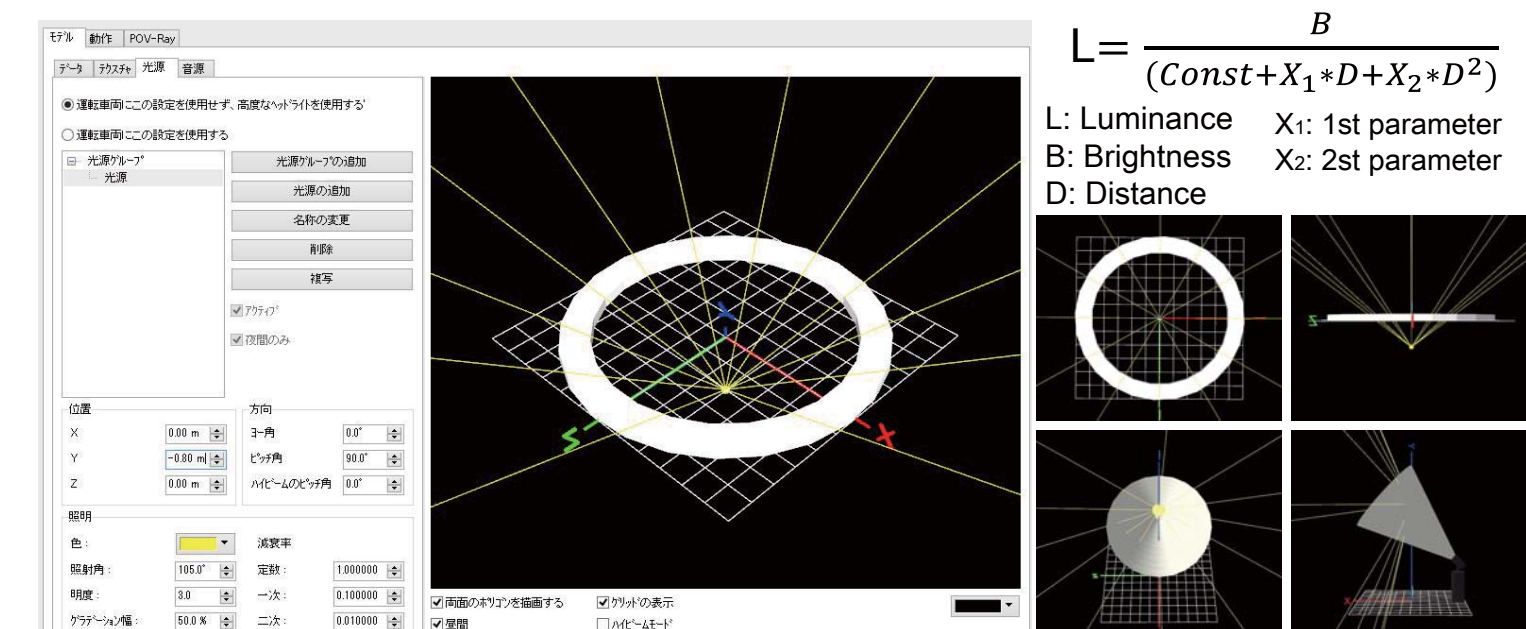 モデル 動作 POV-Ray
データ テクスチャ 光源 音源
運転車両にこの設定を使用せず、高度なヘッドライトを使用する
運転車両にこの設定を使用する
光源グループ
光源
光源グループの追加
光源の追加
名称の変更
削除
複写
アクティブ
夜間のみ
位置
X 0.00 m
Y -0.80 m
Z 0.00 m
方向
ヨー角 0.0°
ピッチ角 90.0°
ハイビームのピッチ角 0.0°
照明
色:
照射角: 105.0°
明度: 3.0
グラデーション幅: 50.0 %
減衰率
定数: 1.000000
一次: 0.100000
二次: 0.010000
Y
Z
X
両面のポリゴンを描画する グリッドの表示
昼間 ハイビームモード
L= B / (Const+X₁*D+X₂*D²)
L: Luminance
B: Brightness
D: Distance
X₁: 1st parameter
X₂: 2st parameter